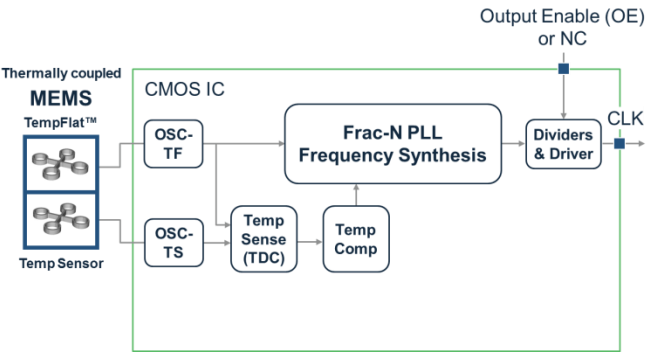 Output Enable (OE)
or NC
Thermally coupled
MEMS
TempFlat™
CMOS IC
OSC-
TF
Frac-N PLL
Frequency Synthesis
Dividers
& Driver
CLK
OSC-
TS
Temp
Sense
(TDC)
Temp
Comp
Temp Sensor